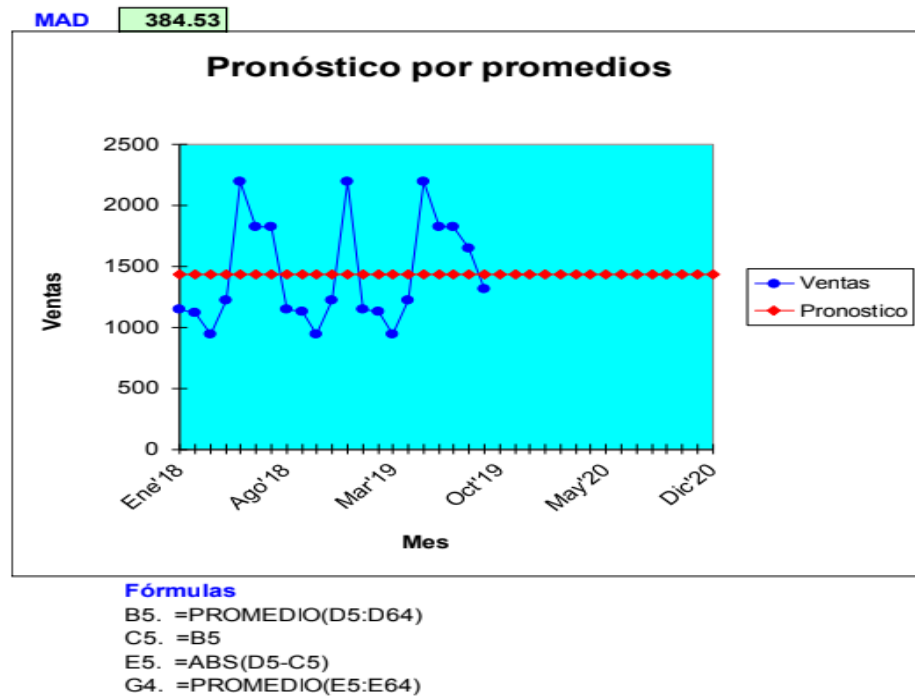 MAD 384.53
Pronóstico por promedios
2500
2000
1500
1000
500
0
Ventas
Ene'18 Ago'18 Mar'19 Oct'19 May'20 Dic'20
Mes
Ventas
Pronostico
Fórmulas
B5. =PROMEDIO(D5:D64)
C5. =B5
E5. =ABS(D5-C5)
G4. =PROMEDIO(E5:E64)